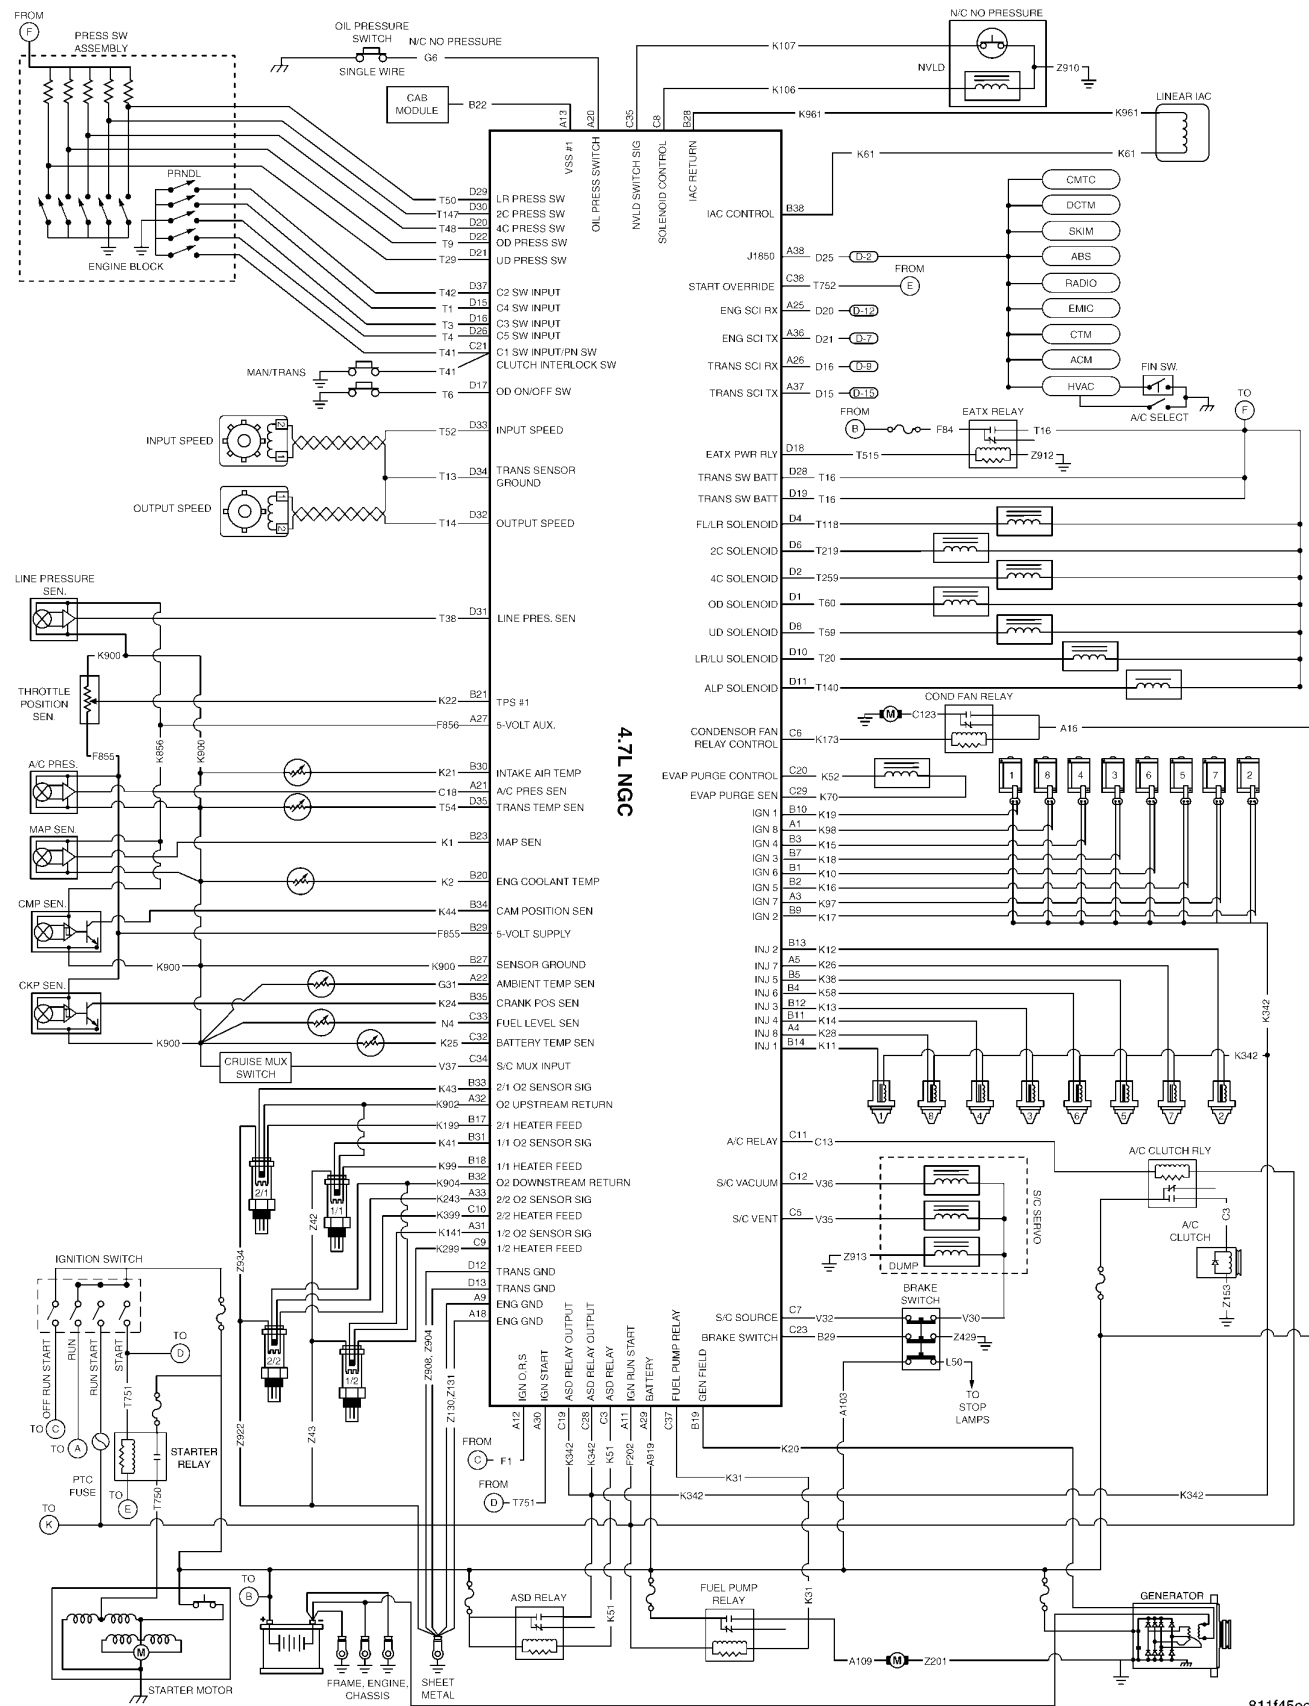 FROM
F
PRESS SW
ASSEMBLY
PRNDL
ENGINE BLOCK
OIL PRESSURE
SWITCH
N/C NO PRESSURE
G6
SINGLE WIRE
CAB
MODULE
B22
A13
A20
C35
C8
B28
VSS #1
OIL PRESS SWITCH
NVLD SWITCH SIG
SOLENOID CONTROL
IAC RETURN
N/C NO PRESSURE
K107
NVLD
Z910
K106
LINEAR IAC
K961
K961
K61
K61
T50 D29 LR PRESS SW
T147 D30 2C PRESS SW
T48 D20 4C PRESS SW
T9 D22 OD PRESS SW
T29 D21 UD PRESS SW
T42 D37 C2 SW INPUT
T1 D15 C4 SW INPUT
T3 D16 C3 SW INPUT
T4 D26 C5 SW INPUT
T41 C21 C1 SW INPUT/PN SW
CLUTCH INTERLOCK SW
MAN/TRANS
T41
T6 D17 OD ON/OFF SW
INPUT SPEED
2
1
T52 D33 INPUT SPEED
T13 D34 TRANS SENSOR
GROUND
OUTPUT SPEED
1
2
T14 D32 OUTPUT SPEED
LINE PRESSURE
SEN.
T38 D31 LINE PRES. SEN
K900
THROTTLE
POSITION
SEN.
K22 B21 TPS #1
F856 A27 5-VOLT AUX.
F855
K856
K900
A/C PRES.
K21 B30 INTAKE AIR TEMP
C18 A21 A/C PRES SEN
T54 D35 TRANS TEMP SEN
MAP SEN.
K1 B23 MAP SEN
K2 B20 ENG COOLANT TEMP
CMP SEN.
K44 B34 CAM POSITION SEN
F855 B29 5-VOLT SUPPLY
K900
K900 B27 SENSOR GROUND
G31 A22 AMBIENT TEMP SEN
CKP SEN.
K24 B35 CRANK POS SEN
N4 C33 FUEL LEVEL SEN
K900
K25 C32 BATTERY TEMP SEN
CRUISE MUX
SWITCH
V37 C34 S/C MUX INPUT
K43 B33 2/1 O2 SENSOR SIG
K902 A32 O2 UPSTREAM RETURN
K199 B17 2/1 HEATER FEED
K41 B31 1/1 O2 SENSOR SIG
K99 B18 1/1 HEATER FEED
K904 B32 O2 DOWNSTREAM RETURN
K243 A33 2/2 O2 SENSOR SIG
K399 C10 2/2 HEATER FEED
K141 A31 1/2 O2 SENSOR SIG
K299 C9 1/2 HEATER FEED
D12 TRANS GND
D13 TRANS GND
A9 ENG GND
A18 ENG GND
2/1
1/1
2/2
1/2
Z934
Z42
Z922
Z43
Z908, Z904
Z130,Z131
4.7L NGC
IAC CONTROL B38
J1850 A38 D25 D-2
START OVERRIDE C38 T752
FROM
E
ENG SCI RX A25 D20 D-12
ENG SCI TX A36 D21 D-7
TRANS SCI RX A26 D16 D-9
TRANS SCI TX A37 D15 D-15
CMTC
DCTM
SKIM
ABS
RADIO
EMIC
CTM
ACM
HVAC
FIN SW.
A/C SELECT
TO
F
FROM
B
F84
EATX RELAY
T16
EATX PWR RLY D18 T515
Z912
TRANS SW BATT D28 T16
TRANS SW BATT D19 T16
FL/LR SOLENOID D4 T118
2C SOLENOID D6 T219
4C SOLENOID D2 T259
OD SOLENOID D1 T60
UD SOLENOID D8 T59
LR/LU SOLENOID D10 T20
ALP SOLENOID D11 T140
COND FAN RELAY
M
C123
A16
CONDENSOR FAN
RELAY CONTROL C6 K173
EVAP PURGE CONTROL C20 K52
EVAP PURGE SEN C29 K70
1 8 4 3 6 5 7 2
IGN 1 B10 K19
IGN 8 A1 K98
IGN 4 B3 K15
IGN 3 B7 K18
IGN 6 B1 K10
IGN 5 B2 K16
IGN 7 A3 K97
IGN 2 B9 K17
INJ 2 B13 K12
INJ 7 A5 K26
INJ 5 B5 K38
INJ 6 B4 K58
INJ 3 B12 K13
INJ 4 B11 K14
INJ 8 A4 K28
INJ 1 B14 K11
K342
K342
1 8 4 3 6 5 7 2
A/C RELAY C11 C13
A/C CLUTCH RLY
S/C VACUUM C12 V36
S/C VENT C5 V35
S/C SERVO
Z913
DUMP
C3
A/C
CLUTCH
Z153
BRAKE
SWITCH
S/C SOURCE C7 V32
V30
BRAKE SWITCH C23 B29
Z429
L50
TO
STOP
LAMPS
A103
IGNITION SWITCH
OFF RUN START
RUN
RUN START
START
TO
D
T751
TO C
TO A
PTC
FUSE
STARTER
RELAY
TO
E
T750
TO
K
IGN O.R.S
IGN START
ASD RELAY OUTPUT
ASD RELAY OUTPUT
ASD RELAY
IGN RUN START
BATTERY
FUEL PUMP RELAY
GEN FIELD
A12
A30
C19
C28
C3
A11
A29
C37
B19
FROM
C F1
FROM
D T751
K342
K342
K51
F202
A919
K20
K31
K342
K342
TO
B
M
STARTER MOTOR
FRAME, ENGINE,
CHASSIS
SHEET
METAL
ASD RELAY
K51
FUEL PUMP
RELAY
K31
A109
M
Z201
GENERATOR